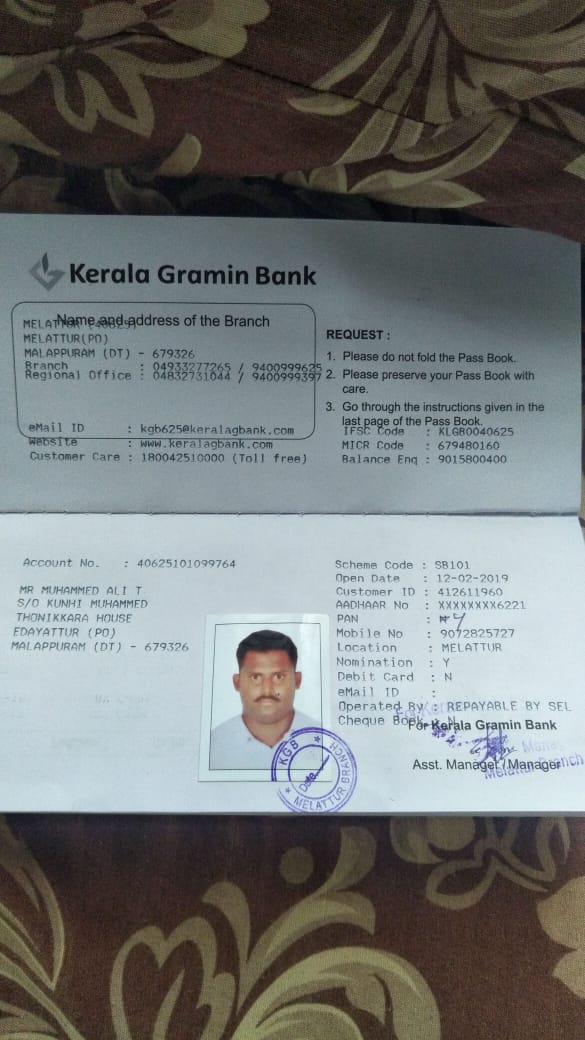 Kerala Gramin Bank
Name and address of the Branch
MELATTUR(PO)
MALAPPURAM (DT) - 679326
Branch : 04933277265 / 9400999625
Regional Office : 04832731044 / 9400999397
eMail ID : kgb625@keralagbank.com
Website : www.keralagbank.com
Customer Care : 180042510000 (Toll free)
REQUEST :
1. Please do not fold the Pass Book.
2. Please preserve your Pass Book with
care.
3. Go through the instructions given in the
last page of the Pass Book.
IFSC Code : KLGB0040625
MICR Code : 679480160
Balance Enq : 9015800400
Account No. : 40625101099764
MR MUHAMMED ALI T
S/O KUNHI MUHAMMED
THONIKKARA HOUSE
EDAYATTUR (PO)
MALAPPURAM (DT) - 679326
Scheme Code : SB101
Open Date : 12-02-2019
Customer ID : 412611960
AADHAAR No : XXXXXXXX6221
PAN :
Mobile No : 9072825727
Location : MELATTUR
Nomination : Y
Debit Card : N
eMail ID :
Operated By : REPAYABLE BY SEL
Cheque Book : N
For Kerala Gramin Bank
Asst. Manager / Manager
Melattur Branch
KGB
Date
MELATTUR BRANCH